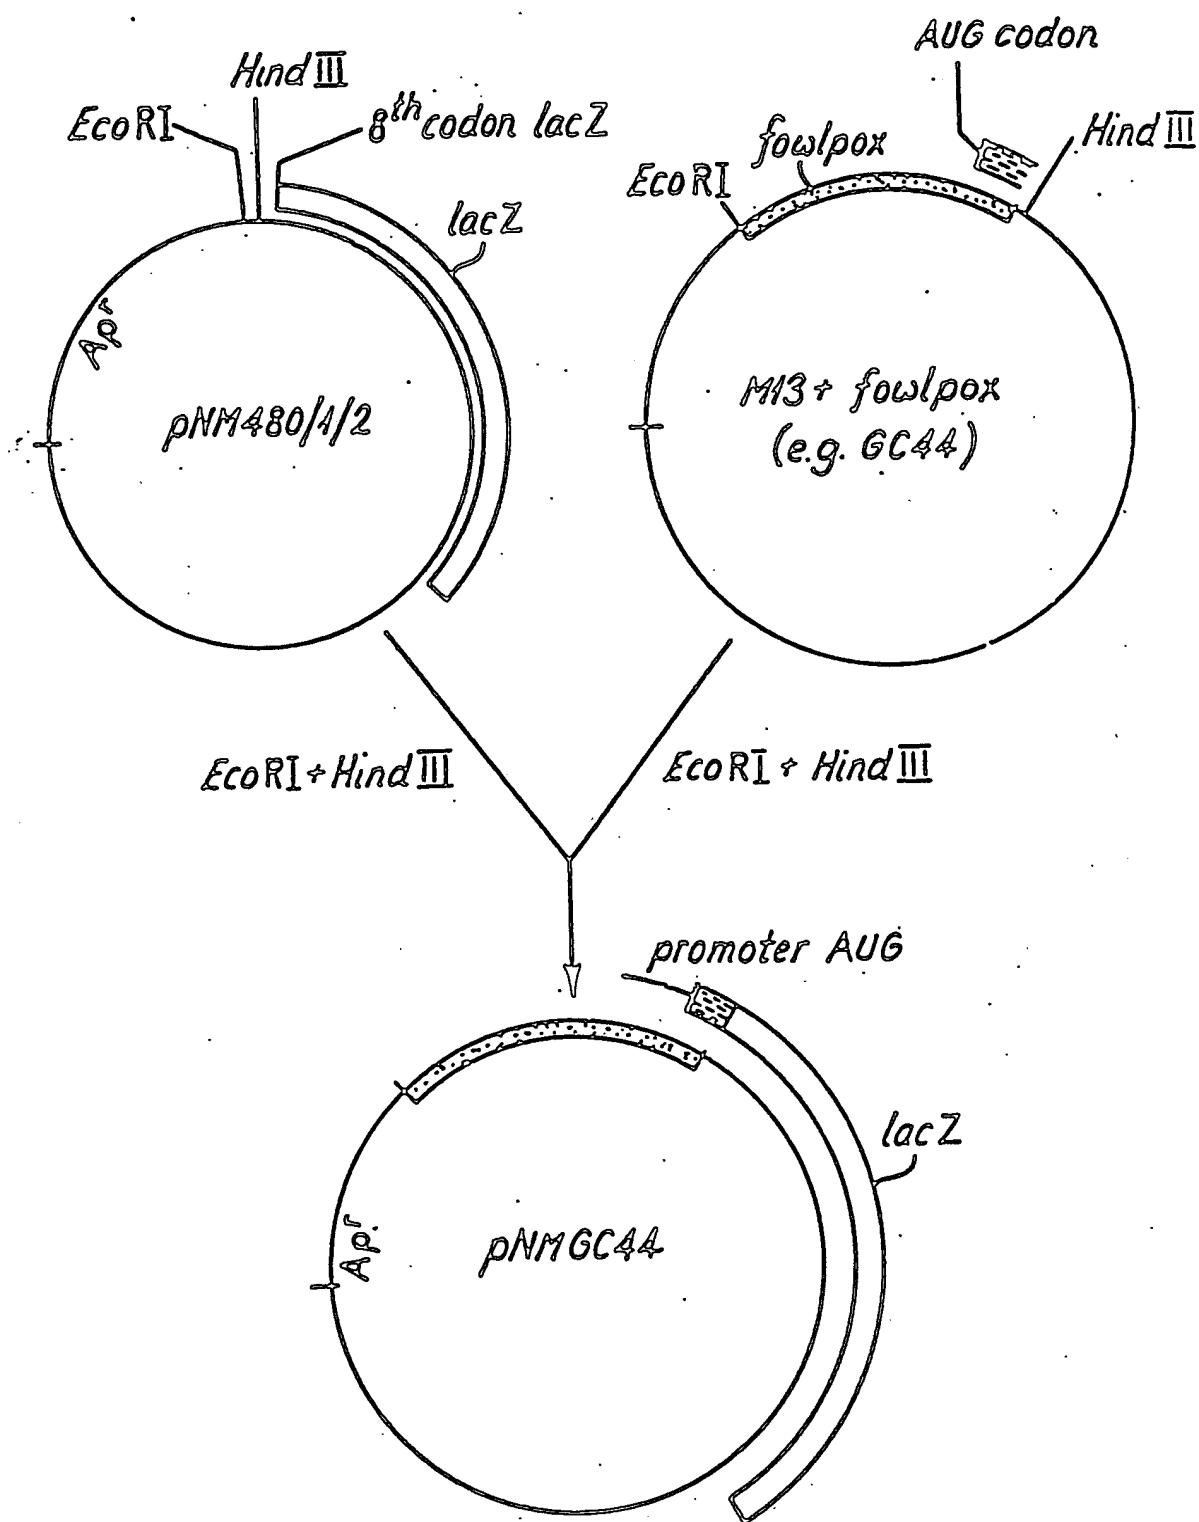 Hind III
EcoRI
8th codon lacZ
lacZ
Apr
pNM480/1/2
AUG codon
Hind III
fowlpox
EcoRI
M13+ fowlpox
(e.g. GC44)
EcoRI+Hind III
EcoRI + Hind III
promoter AUG
lacZ
Apr
pNMGC44